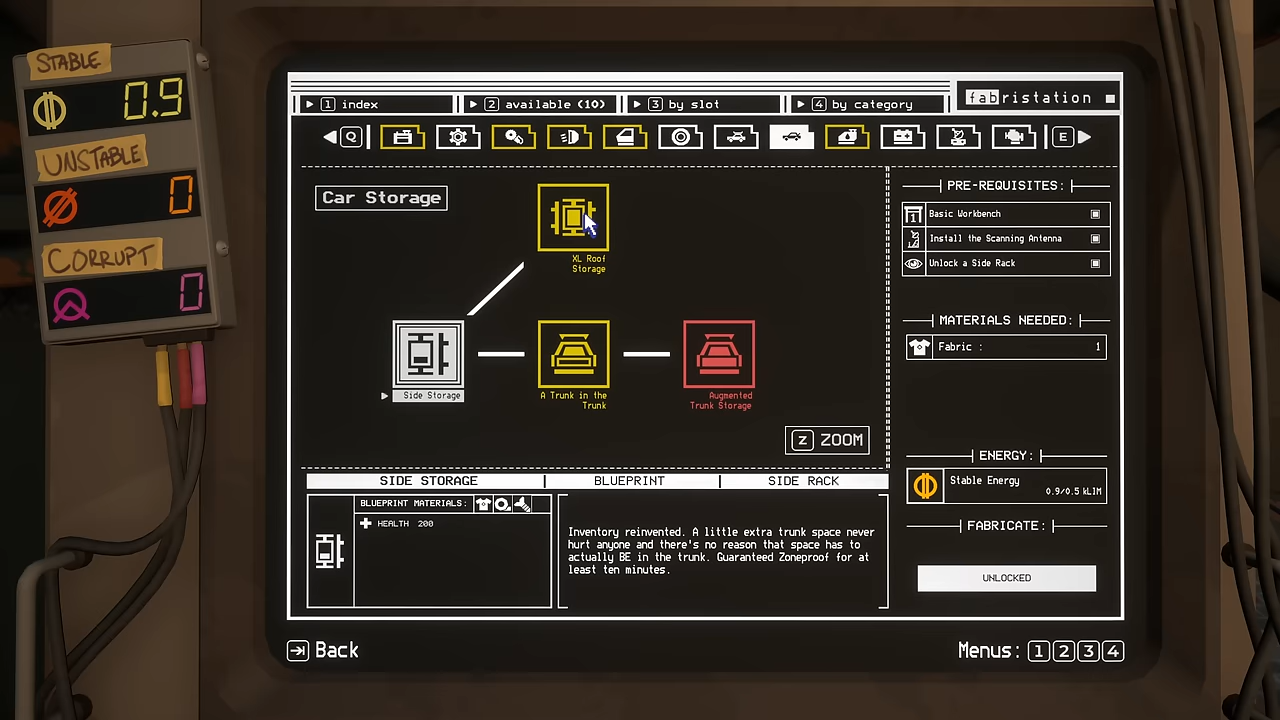 STABLE
0.9
UNSTABLE
0
CORRUPT
0
1 index
2 available (10)
3 by slot
4 by category
fabristation
Q
E
Car Storage
XL Roof
Storage
Side Storage
A Trunk in the
Trunk
Augmented
Trunk Storage
Z ZOOM
PRE-REQUISITES:
1
Basic Workbench
Install the Scanning Antenna
Unlock a Side Rack
MATERIALS NEEDED:
Fabric : 1
ENERGY:
Stable Energy
0.9/0.5 kLIM
FABRICATE:
UNLOCKED
SIDE STORAGE
BLUEPRINT
SIDE RACK
BLUEPRINT MATERIALS:
HEALTH 200
Inventory reinvented. A little extra trunk space never
hurt anyone and there's no reason that space has to
actually BE in the trunk. Guaranteed Zoneproof for at
least ten minutes.
Back
Menus: 1 2 3 4